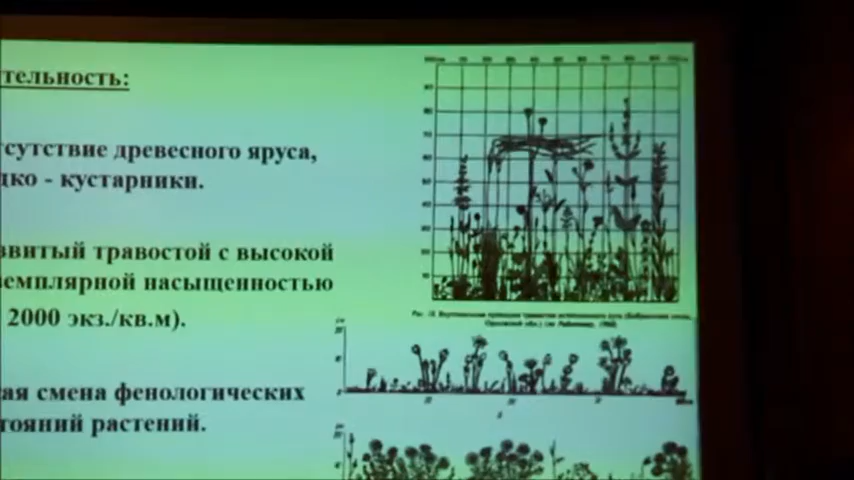 тельность:
тсутствие древесного яруса,
дко - кустарники.
звитый травостой с высокой
земплярной насыщенностью
2000 экз./кв.м).
ая смена фенологических
тояний растений.